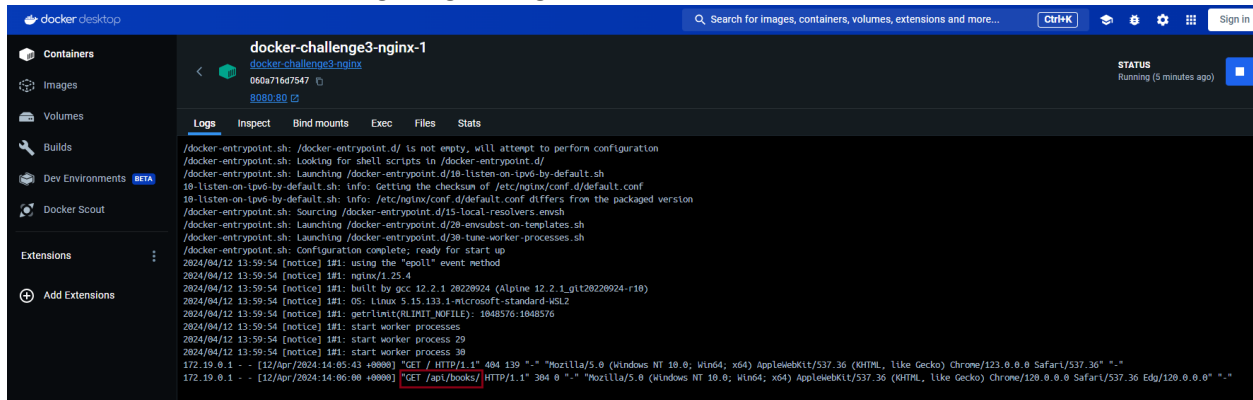 docker desktop
Search for images, containers, volumes, extensions and more...
Ctrl+K
Sign in
Containers
Images
Volumes
Builds
Dev Environments BETA
Docker Scout
Extensions
Add Extensions
docker-challenge3-nginx-1
docker-challenge3-nginx
060a716d7547
8080:80
STATUS
Running (5 minutes ago)
Logs Inspect Bind mounts Exec Files Stats
/docker-entrypoint.sh: /docker-entrypoint.d/ is not empty, will attempt to perform configuration
/docker-entrypoint.sh: Looking for shell scripts in /docker-entrypoint.d/
/docker-entrypoint.sh: Launching /docker-entrypoint.d/10-listen-on-ipv6-by-default.sh
10-listen-on-ipv6-by-default.sh: info: Getting the checksum of /etc/nginx/conf.d/default.conf
10-listen-on-ipv6-by-default.sh: info: /etc/nginx/conf.d/default.conf differs from the packaged version
/docker-entrypoint.sh: Sourcing /docker-entrypoint.d/15-local-resolvers.envsh
/docker-entrypoint.sh: Launching /docker-entrypoint.d/20-envsubst-on-templates.sh
/docker-entrypoint.sh: Launching /docker-entrypoint.d/30-tune-worker-processes.sh
/docker-entrypoint.sh: Configuration complete; ready for start up
2024/04/12 13:59:54 [notice] 1#1: using the "epoll" event method
2024/04/12 13:59:54 [notice] 1#1: nginx/1.25.4
2024/04/12 13:59:54 [notice] 1#1: built by gcc 12.2.1 20220924 (Alpine 12.2.1_git20220924-r10)
2024/04/12 13:59:54 [notice] 1#1: OS: Linux 5.15.133.1-microsoft-standard-WSL2
2024/04/12 13:59:54 [notice] 1#1: getrlimit(RLIMIT_NOFILE): 1048576:1048576
2024/04/12 13:59:54 [notice] 1#1: start worker processes
2024/04/12 13:59:54 [notice] 1#1: start worker process 29
2024/04/12 13:59:54 [notice] 1#1: start worker process 30
172.19.0.1 - - [12/Apr/2024:14:05:43 +0000] "GET / HTTP/1.1" 404 139 "-" "Mozilla/5.0 (Windows NT 10.0; Win64; x64) AppleWebKit/537.36 (KHTML, like Gecko) Chrome/123.0.0.0 Safari/537.36" "-"
172.19.0.1 - - [12/Apr/2024:14:06:00 +0000] "GET /api/books/ HTTP/1.1" 304 0 "-" "Mozilla/5.0 (Windows NT 10.0; Win64; x64) AppleWebKit/537.36 (KHTML, like Gecko) Chrome/120.0.0.0 Safari/537.36 Edg/120.0.0.0" "-"